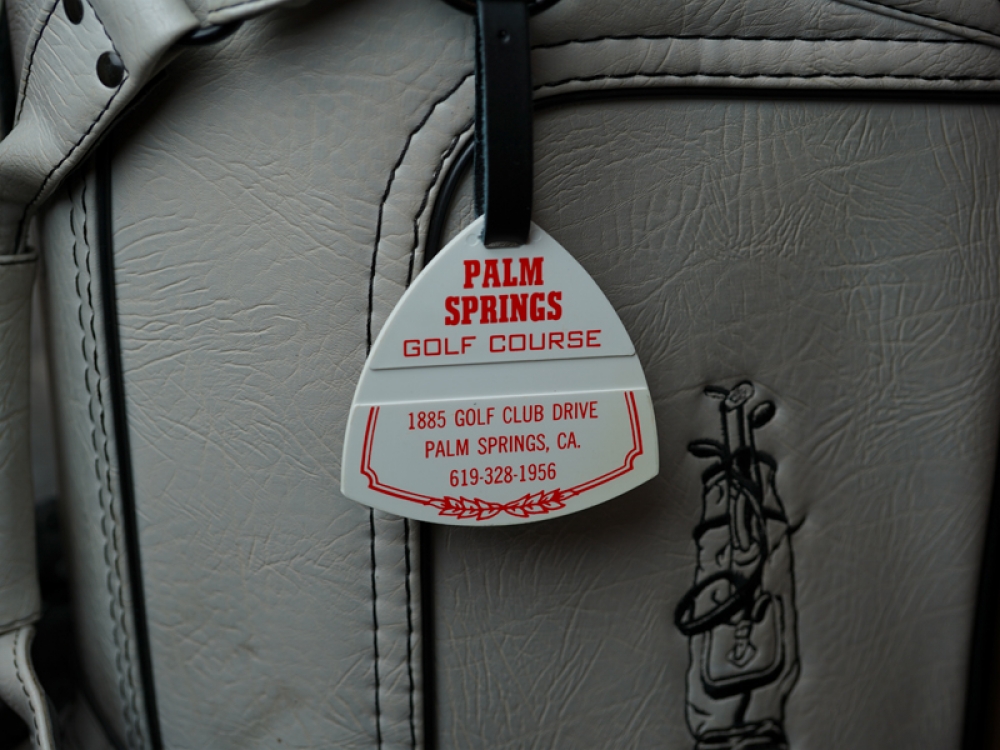 PALM
SPRINGS
GOLF COURSE
1885 GOLF CLUB DRIVE
PALM SPRINGS, CA.
619-328-1956